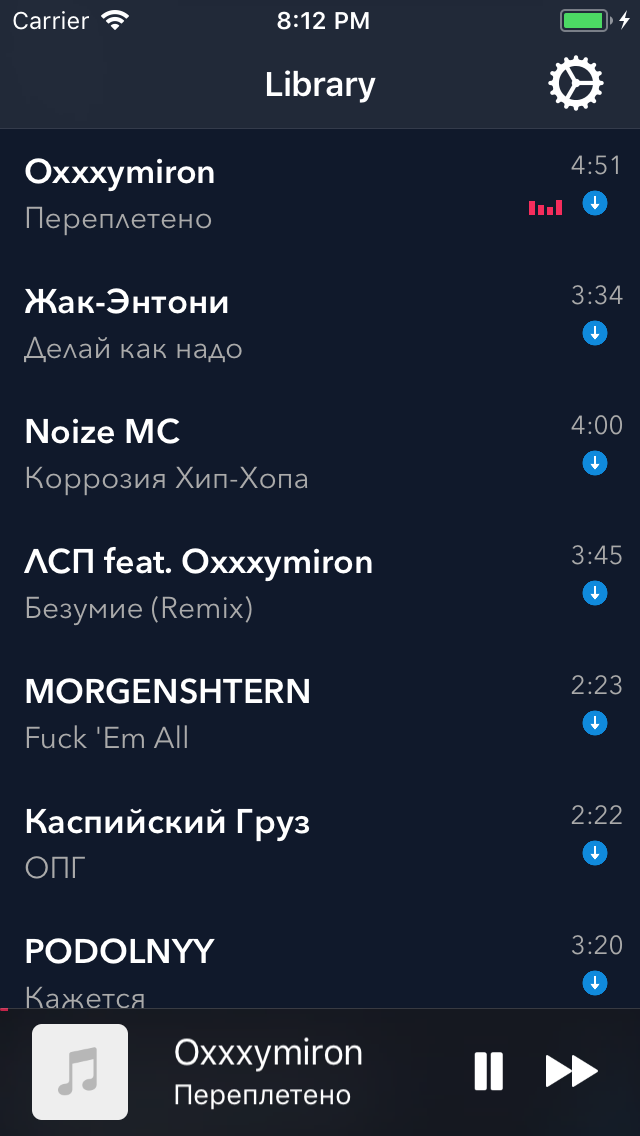 Carrier 8:12 PM
Library
Oxxxymiron 4:51
Переплетено
Жак-Энтони 3:34
Делай как надо
Noize MC 4:00
Коррозия Хип-Хопа
ЛСП feat. Oxxxymiron 3:45
Безумие (Remix)
MORGENSHTERN 2:23
Fuck 'Em All
Каспийский Груз 2:22
ОПГ
PODOLNYY 3:20
Кажется
Oxxxymiron
Переплетено